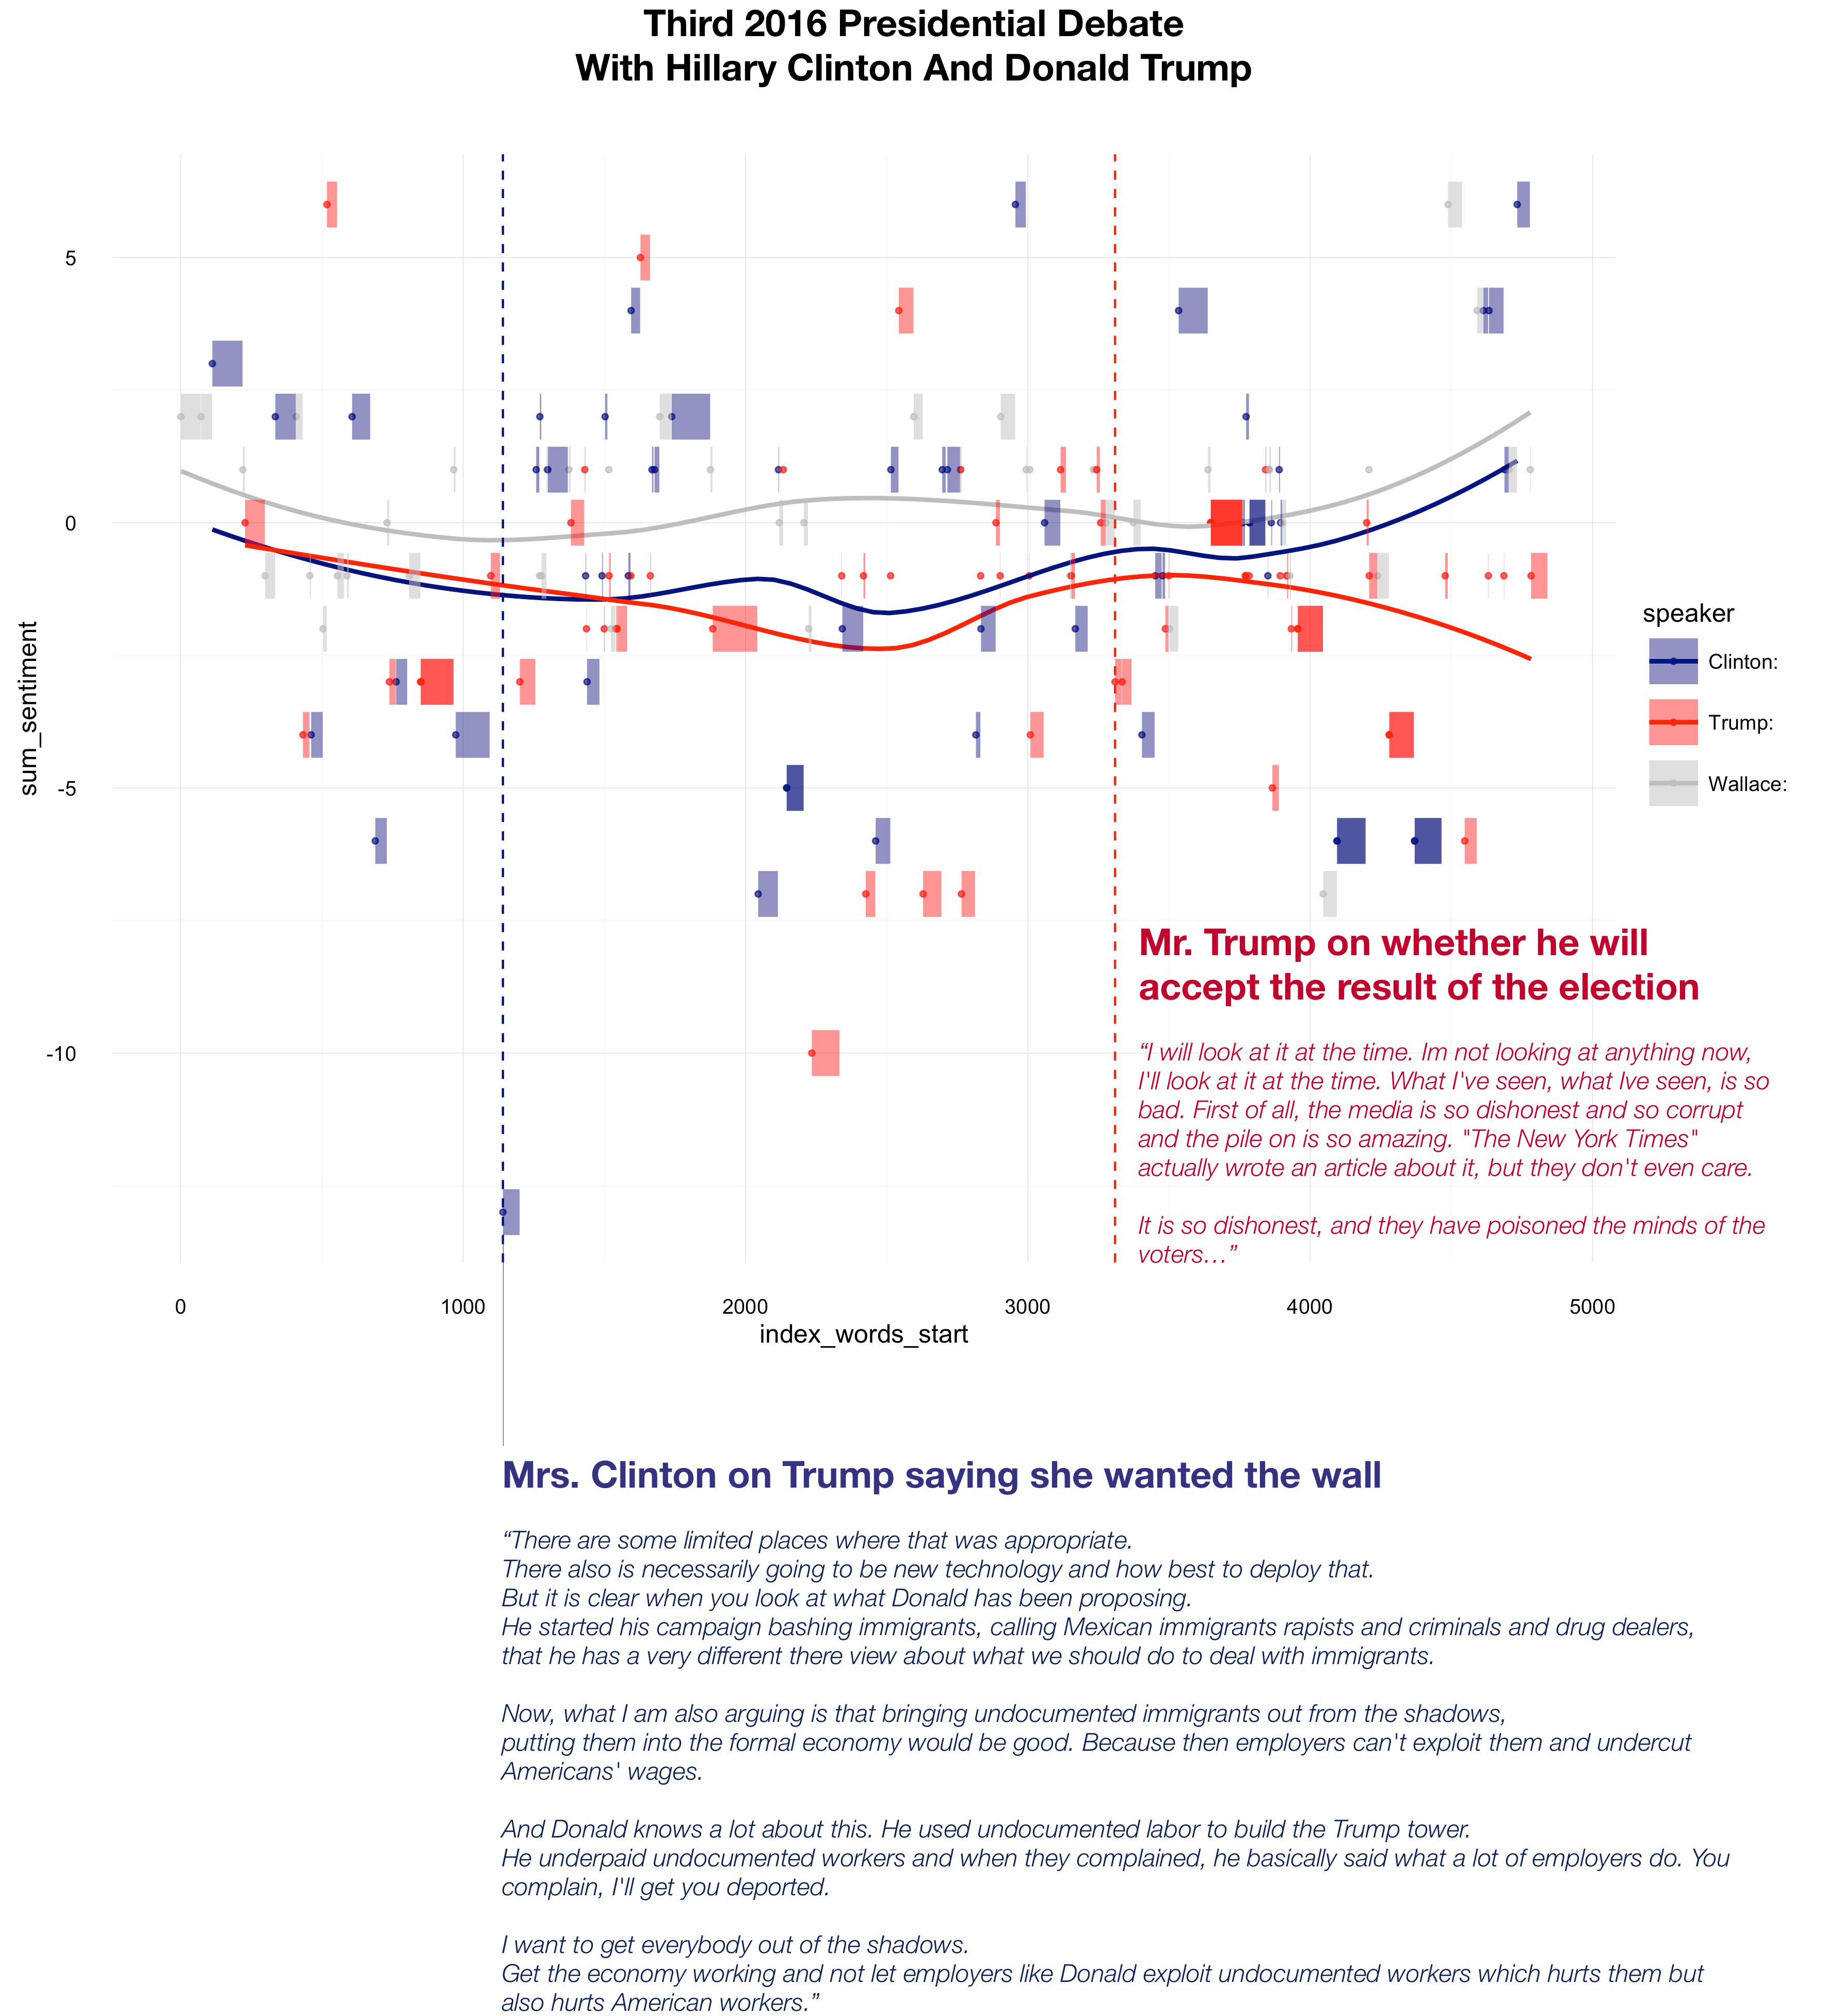 Third 2016 Presidential Debate
With Hillary Clinton And Donald Trump
5
0
-5
-10
sum_sentiment
0
1000
2000
3000
4000
5000
index_words_start
speaker
Clinton:
Trump:
Wallace:
Mr. Trump on whether he will
accept the result of the election
“I will look at it at the time. Im not looking at anything now,
I'll look at it at the time. What I've seen, what Ive seen, is so
bad. First of all, the media is so dishonest and so corrupt
and the pile on is so amazing. "The New York Times"
actually wrote an article about it, but they don't even care.
It is so dishonest, and they have poisoned the minds of the
voters…”
Mrs. Clinton on Trump saying she wanted the wall
“There are some limited places where that was appropriate.
There also is necessarily going to be new technology and how best to deploy that.
But it is clear when you look at what Donald has been proposing.
He started his campaign bashing immigrants, calling Mexican immigrants rapists and criminals and drug dealers,
that he has a very different there view about what we should do to deal with immigrants.
Now, what I am also arguing is that bringing undocumented immigrants out from the shadows,
putting them into the formal economy would be good. Because then employers can't exploit them and undercut
Americans' wages.
And Donald knows a lot about this. He used undocumented labor to build the Trump tower.
He underpaid undocumented workers and when they complained, he basically said what a lot of employers do. You
complain, I'll get you deported.
I want to get everybody out of the shadows.
Get the economy working and not let employers like Donald exploit undocumented workers which hurts them but
also hurts American workers.”